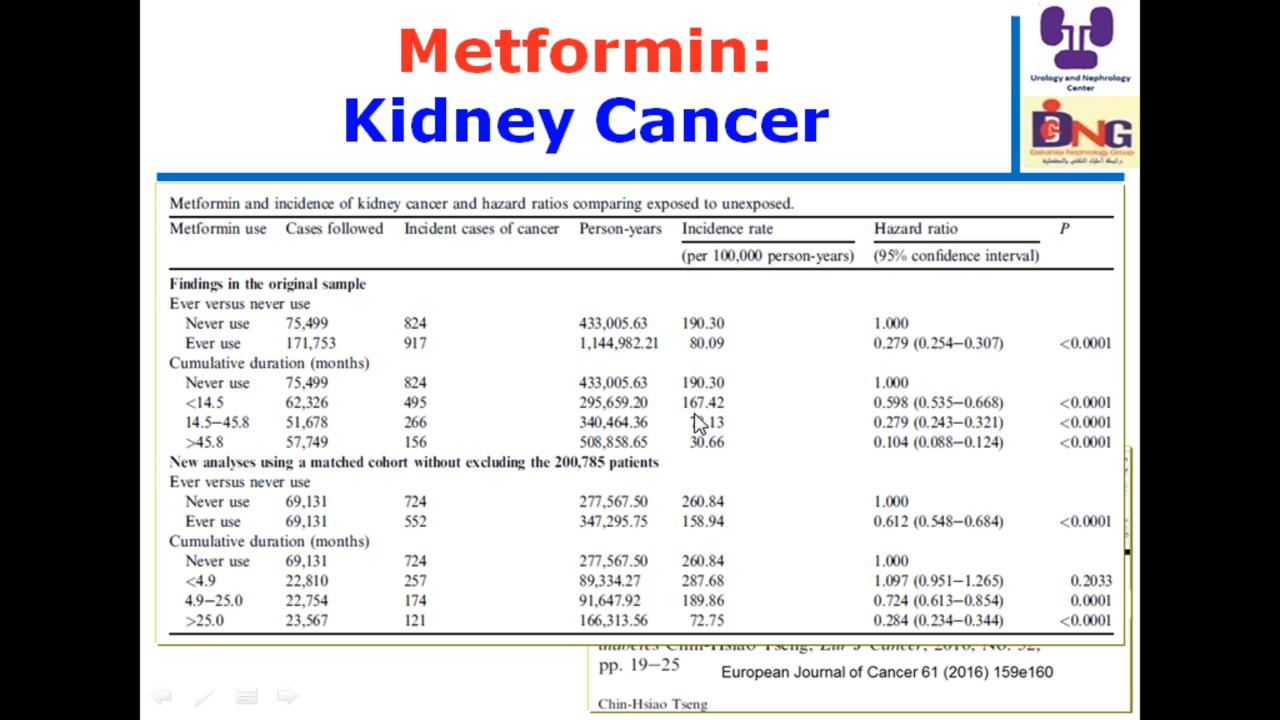 Metformin:
Kidney Cancer
Urology and Nephrology
Center
DNG
Dakahlia Nephrology Group
Metformin and incidence of kidney cancer and hazard ratios comparing exposed to unexposed.
Metformin use Cases followed Incident cases of cancer Person-years Incidence rate Hazard ratio P
(per 100,000 person-years) (95% confidence interval)
Findings in the original sample
Ever versus never use
Never use 75,499 824 433,005.63 190.30 1.000
Ever use 171,753 917 1,144,982.21 80.09 0.279 (0.254–0.307) <0.0001
Cumulative duration (months)
Never use 75,499 824 433,005.63 190.30 1.000
<14.5 62,326 495 295,659.20 167.42 0.598 (0.535–0.668) <0.0001
14.5–45.8 51,678 266 340,464.36 .13 0.279 (0.243–0.321) <0.0001
>45.8 57,749 156 508,858.65 30.66 0.104 (0.088–0.124) <0.0001
New analyses using a matched cohort without excluding the 200,785 patients
Ever versus never use
Never use 69,131 724 277,567.50 260.84 1.000
Ever use 69,131 552 347,295.75 158.94 0.612 (0.548–0.684) <0.0001
Cumulative duration (months)
Never use 69,131 724 277,567.50 260.84 1.000
<4.9 22,810 257 89,334.27 287.68 1.097 (0.951–1.265) 0.2033
4.9–25.0 22,754 174 91,647.92 189.86 0.724 (0.613–0.854) 0.0001
>25.0 23,567 121 166,313.56 72.75 0.284 (0.234–0.344) <0.0001
diabetes Chin-Hsiao Tseng, Eur J Cancer, 2016, No. 52,
pp. 19–25
European Journal of Cancer 61 (2016) 159e160
Chin-Hsiao Tseng